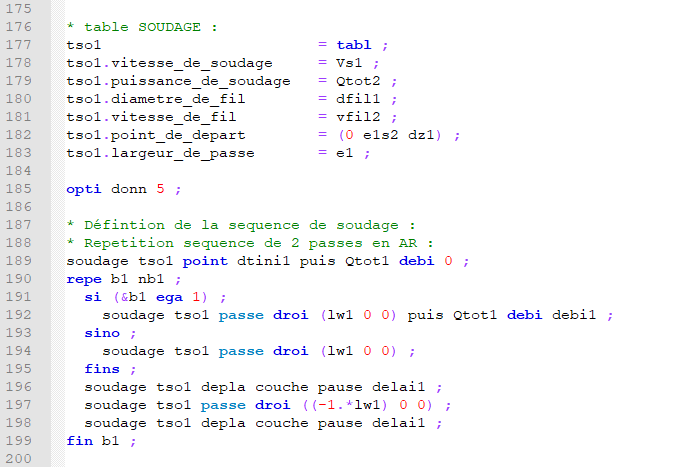 175
176 * table SOUDAGE :
177 tso1 = tabl ;
178 tso1.vitesse_de_soudage = Vs1 ;
179 tso1.puissance_de_soudage = Qtot2 ;
180 tso1.diametre_de_fil = dfil1 ;
181 tso1.vitesse_de_fil = vfil2 ;
182 tso1.point_de_depart = (0 e1s2 dz1) ;
183 tso1.largeur_de_passe = e1 ;
184
185 opti donn 5 ;
186
187 * Défintion de la sequence de soudage :
188 * Repetition sequence de 2 passes en AR :
189 soudage tso1 point dtini1 puis Qtot1 debi 0 ;
190 repe b1 nb1 ;
191 si (&b1 ega 1) ;
192 soudage tso1 passe droi (lw1 0 0) puis Qtot1 debi debi1 ;
193 sino ;
194 soudage tso1 passe droi (lw1 0 0) ;
195 fins ;
196 soudage tso1 depla couche pause delai1 ;
197 soudage tso1 passe droi ((-1.*lw1) 0 0) ;
198 soudage tso1 depla couche pause delai1 ;
199 fin b1 ;
200